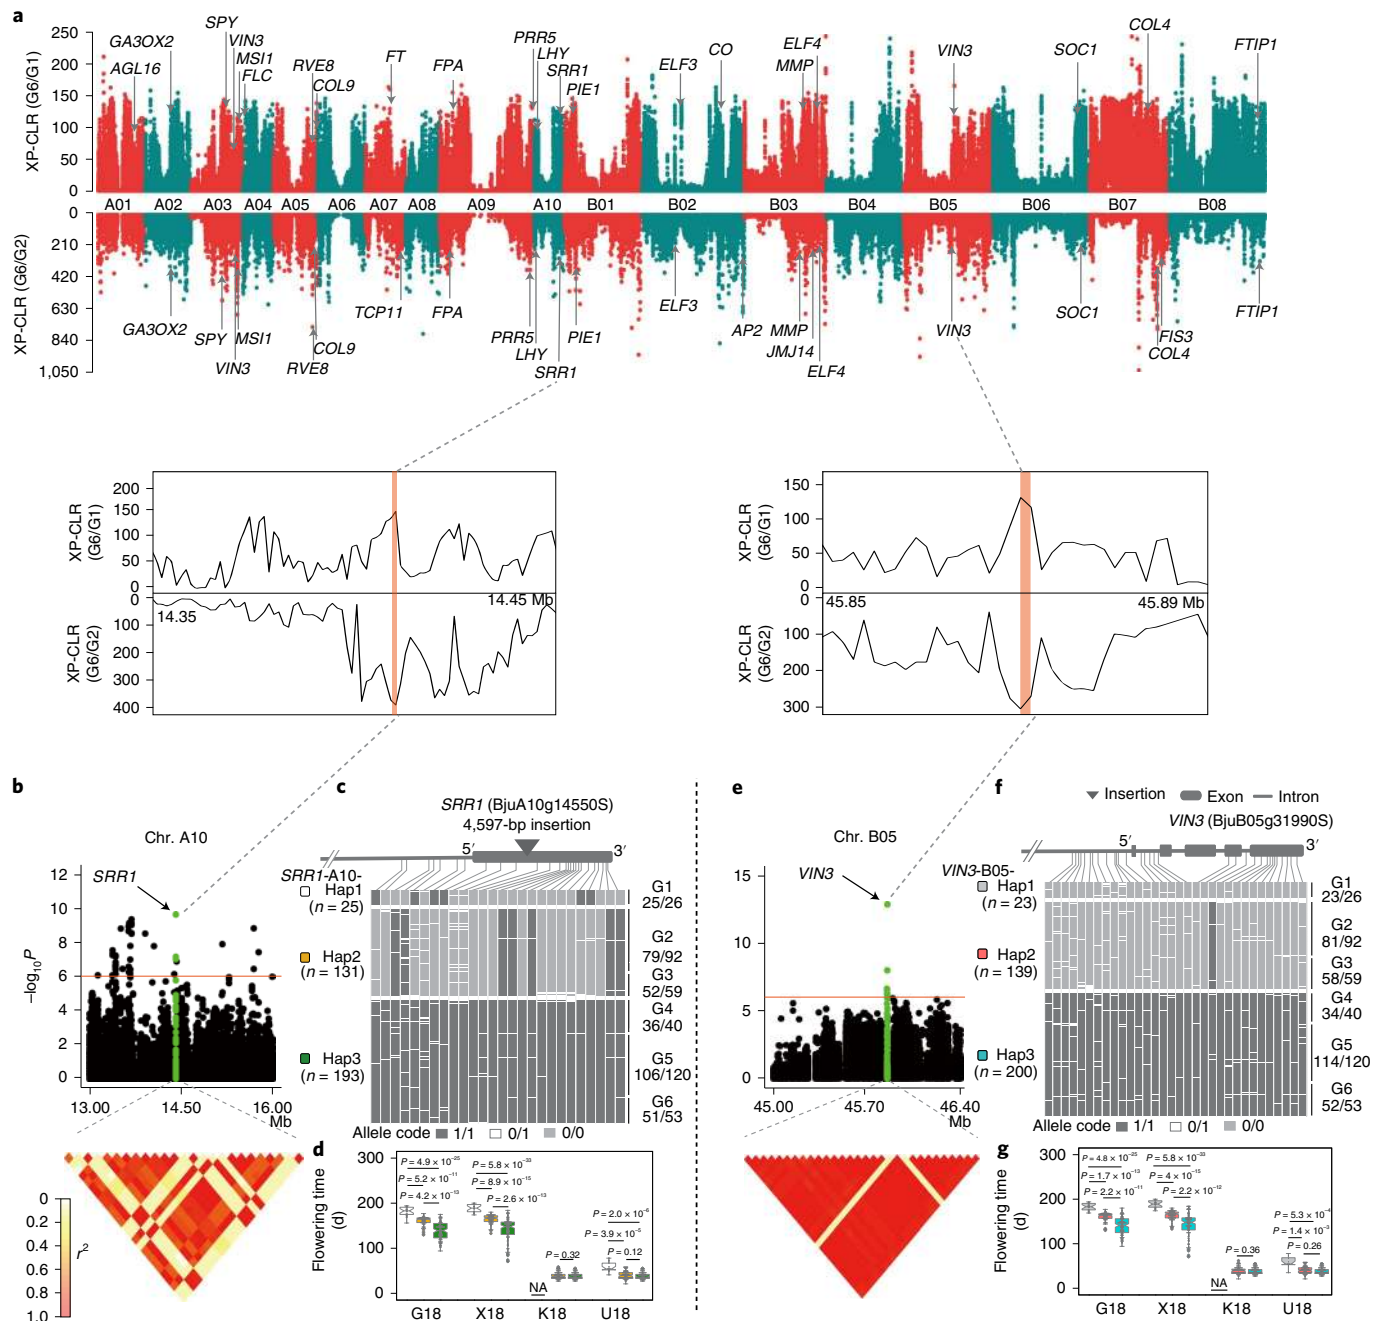 a
XP-CLR (G6/G1)
250
200
150
100
50
0
GA3OX2
AGL16
SPY
VIN3
MSI1
FLC
RVE8
COL9
FT
FPA
PRR5
LHY
SRR1
PIE1
ELF3
CO
ELF4
MMP
VIN3
SOC1
COL4
FTIP1
A01 A02 A03 A04 A05 A06 A07 A08 A09 A10 B01 B02 B03 B04 B05 B06 B07 B08
XP-CLR (G6/G2)
0
210
420
630
840
1,050
GA3OX2
SPY
VIN3
MSI1
RVE8
COL9
TCP11
FPA
PRR5
LHY
SRR1
PIE1
ELF3
AP2
MMP
JMJ14
ELF4
VIN3
SOC1
COL4
FIS3
FTIP1
XP-CLR
(G6/G1)
200
150
100
50
0
14.35
14.45 Mb
XP-CLR
(G6/G2)
0
100
200
300
400
XP-CLR
(G6/G1)
150
100
50
0
45.85
45.89 Mb
XP-CLR
(G6/G2)
0
100
200
300
b
Chr. A10
SRR1
–log10P
12
10
8
6
4
2
0
13.00 14.50 16.00
Mb
r2
0
0.2
0.4
0.6
0.8
1.0
c
SRR1 (BjuA10g14550S)
4,597-bp insertion
5′
3′
SRR1-A10-
Hap1
(n = 25)
Hap2
(n = 131)
Hap3
(n = 193)
G1
25/26
G2
79/92
G3
52/59
G4
36/40
G5
106/120
G6
51/53
Allele code 1/1 0/1 0/0
d
Flowering time
(d)
300
200
100
0
P = 4.9 × 10−25
P = 5.2 × 10−11
P = 4.2 × 10−13
P = 5.8 × 10−33
P = 8.9 × 10−15
P = 2.6 × 10−13
NA
P = 0.32
P = 2.0 × 10−6
P = 3.9 × 10−5
P = 0.12
G18 X18 K18 U18
e
Chr. B05
VIN3
15
10
5
0
45.00 45.70 46.40
Mb
f
Insertion Exon Intron
VIN3 (BjuB05g31990S)
5′
3′
VIN3-B05-
Hap1
(n = 23)
Hap2
(n = 139)
Hap3
(n = 200)
G1
23/26
G2
81/92
G3
58/59
G4
34/40
G5
114/120
G6
52/53
Allele code 1/1 0/1 0/0
g
Flowering time
(d)
300
200
100
0
P = 4.8 × 10−25
P = 1.7 × 10−13
P = 2.2 × 10−11
P = 5.8 × 10−33
P = 4 × 10−15
P = 2.2 × 10−12
NA
P = 0.36
P = 5.3 × 10−4
P = 1.4 × 10−3
P = 0.26
G18 X18 K18 U18